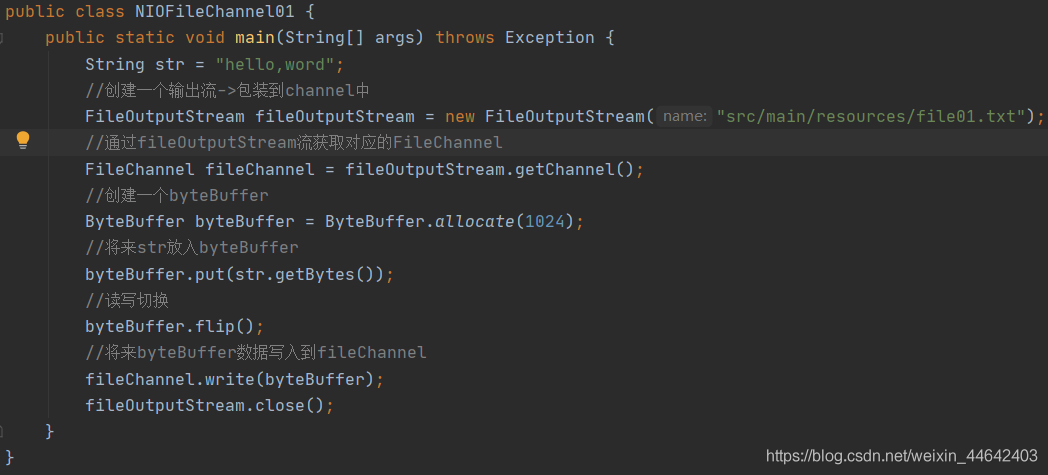 public class NIOFileChannel01 {
    public static void main(String[] args) throws Exception {
        String str = "hello,word";
        //创建一个输出流->包装到channel中
        FileOutputStream fileOutputStream = new FileOutputStream( name: "src/main/resources/file01.txt");
        //通过fileOutputStream流获取对应的FileChannel
        FileChannel fileChannel = fileOutputStream.getChannel();
        //创建一个byteBuffer
        ByteBuffer byteBuffer = ByteBuffer.allocate(1024);
        //将来str放入byteBuffer
        byteBuffer.put(str.getBytes());
        //读写切换
        byteBuffer.flip();
        //将来byteBuffer数据写入到fileChannel
        fileChannel.write(byteBuffer);
        fileOutputStream.close();
    }
}
https://blog.csdn.net/weixin_44642403